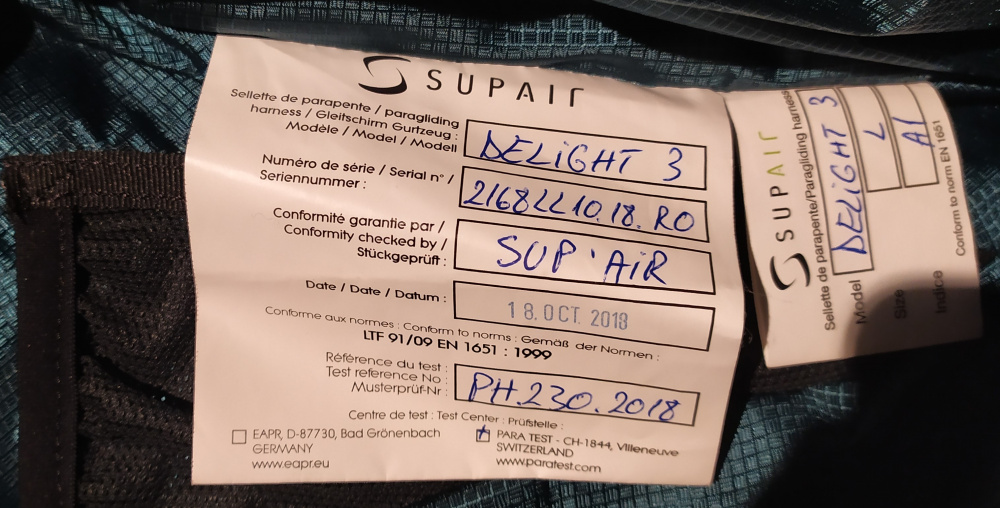 SUPAIR
Sellette de parapente / paragliding
harness / Gleitschirm Gurtzeug :
Modèle / Model / Modell
DELiGHT 3
Numéro de série / Serial n° /
Seriennummer :
2168LL10.18.RO
Conformité garantie par /
Conformity checked by /
Stückgeprüft :
SUP'AiR
Date / Date / Datum :
18. OCT. 2018
Conforme aux normes : Conform to norms : Gemäß der Normen :
LTF 91/09 EN 1651 : 1999
Référence du test :
Test reference No :
Musterprüf-Nr :
PH.230.2018
Centre de test : Test Center : Prüfstelle :
EAPR, D-87730, Bad Grönenbach
GERMANY
www.eapr.eu
PARA TEST - CH-1844, Villeneuve
SWITZERLAND
www.paratest.com
SUPAIR
Sellette de parapente/Paragliding harness
Model DELiGHT 3
Size L
Indice A1
Conform to norm EN 1651